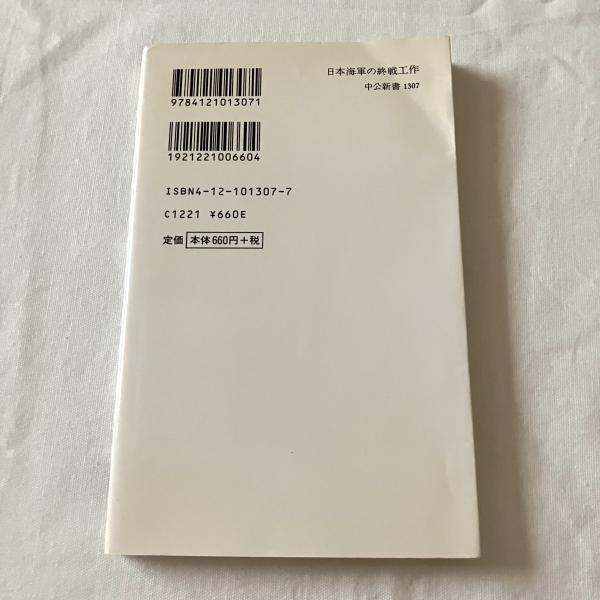 日本海軍の終戦工作
中公新書 1307
9784121013071
1921221006604
ISBN4-12-101307-7
C1221 ¥660E
定価 本体660円+税